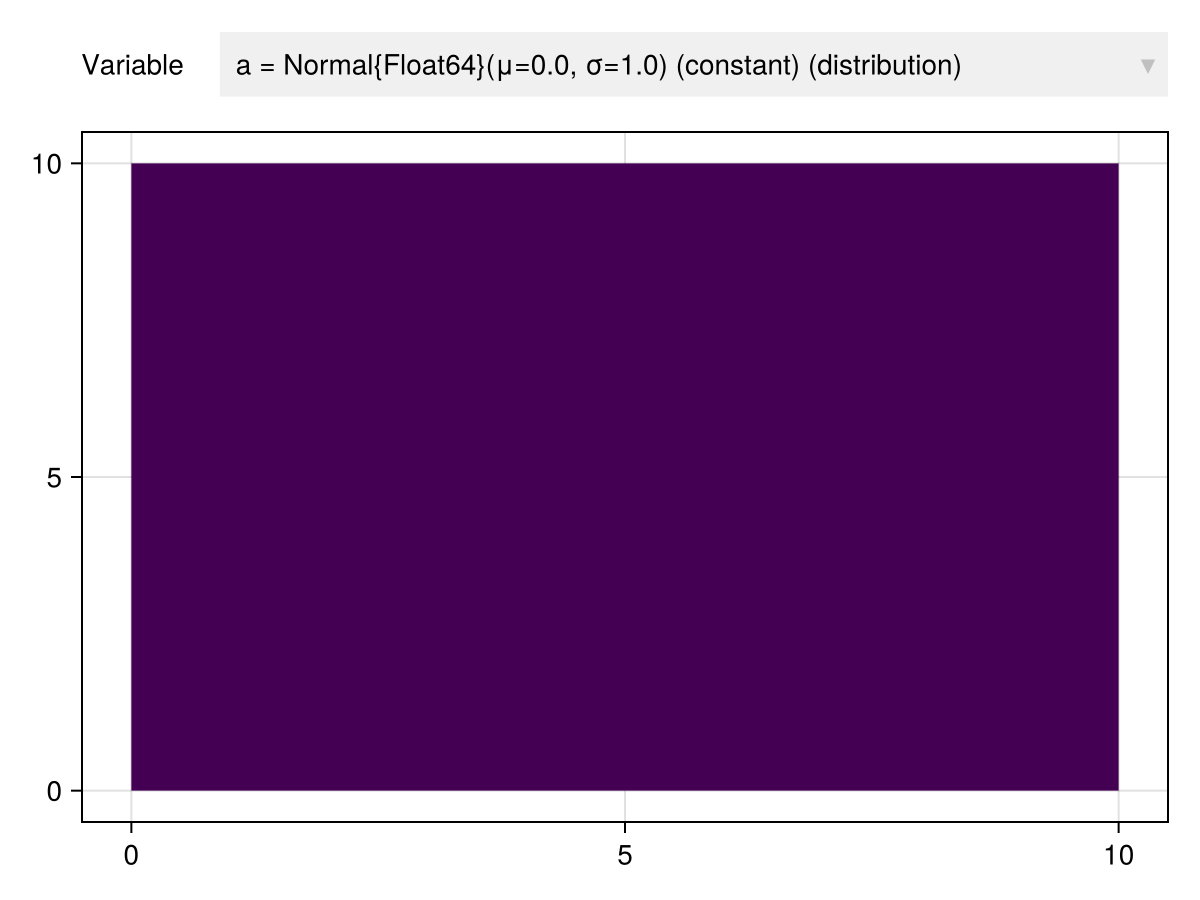 Variable a = Normal{Float64}(μ=0.0, σ=1.0) (constant) (distribution) ▼
10
5
0
0 5 10